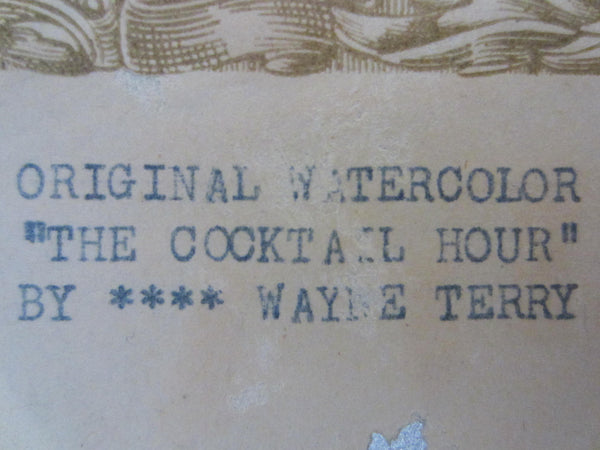 ORIGINAL WATERCOLOR
"THE COCKTAIL HOUR"
BY **** WAYNE TERRY